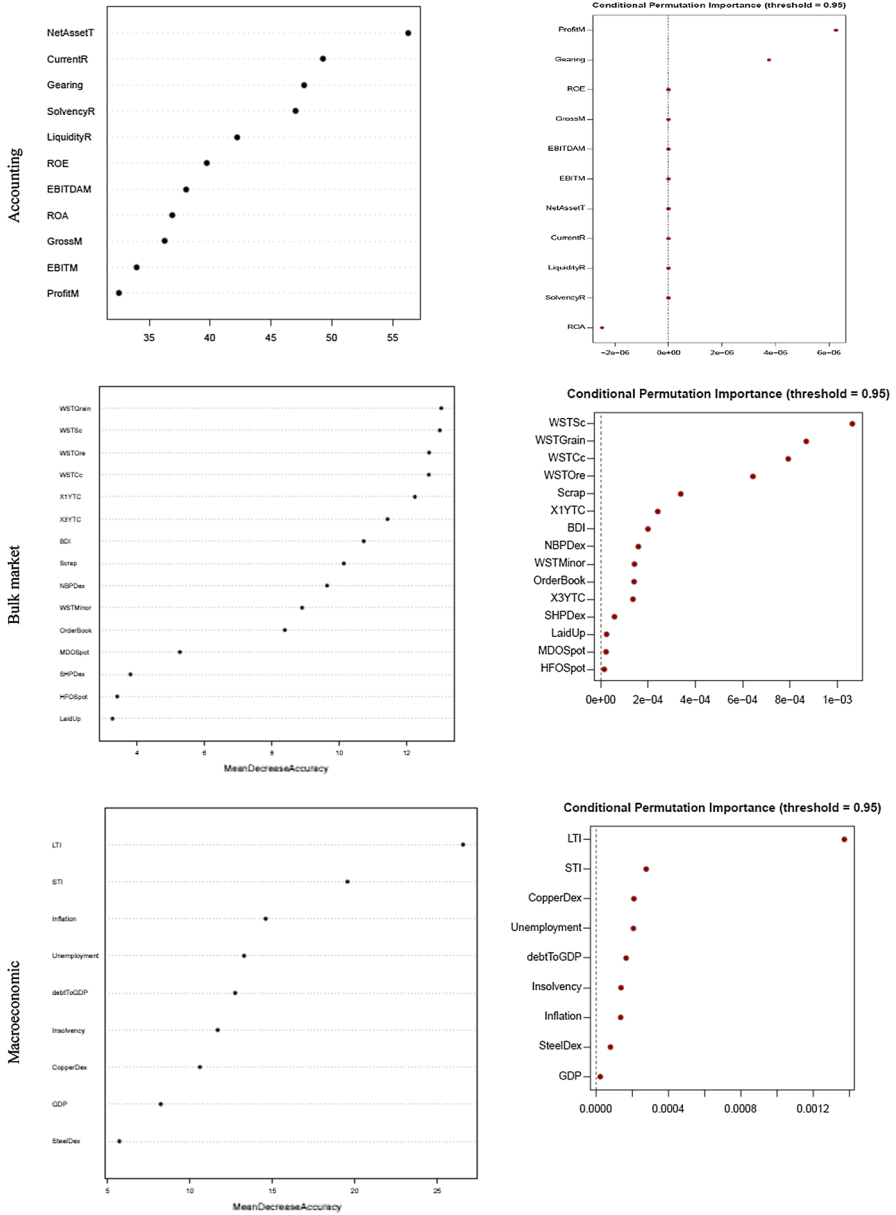 Accounting
NetAssetT
CurrentR
Gearing
SolvencyR
LiquidityR
ROE
EBITDAM
ROA
GrossM
EBITM
ProfitM
35 40 45 50 55
Conditional Permutation Importance (threshold = 0.95)
ProfitM
Gearing
ROE
GrossM
EBITDAM
EBITM
NetAssetT
CurrentR
LiquidityR
SolvencyR
ROA
−2e−06 0e+00 2e−06 4e−06 6e−06
Bulk market
WSTGrain
WSTSc
WSTOre
WSTCc
X1YTC
X3YTC
BDI
Scrap
NBPDex
WSTMinor
OrderBook
MDOSpot
SHPDex
HFOSpot
LaidUp
4 6 8 10 12
MeanDecreaseAccuracy
Conditional Permutation Importance (threshold = 0.95)
WSTSc
WSTGrain
WSTCc
WSTOre
Scrap
X1YTC
BDI
NBPDex
WSTMinor
OrderBook
X3YTC
SHPDex
LaidUp
MDOSpot
HFOSpot
0e+00 2e−04 4e−04 6e−04 8e−04 1e−03
Macroeconomic
LTI
STI
Inflation
Unemployment
debtToGDP
Insolvency
CopperDex
GDP
SteelDex
5 10 15 20 25
MeanDecreaseAccuracy
Conditional Permutation Importance (threshold = 0.95)
LTI
STI
CopperDex
Unemployment
debtToGDP
Insolvency
Inflation
SteelDex
GDP
0.0000 0.0004 0.0008 0.0012